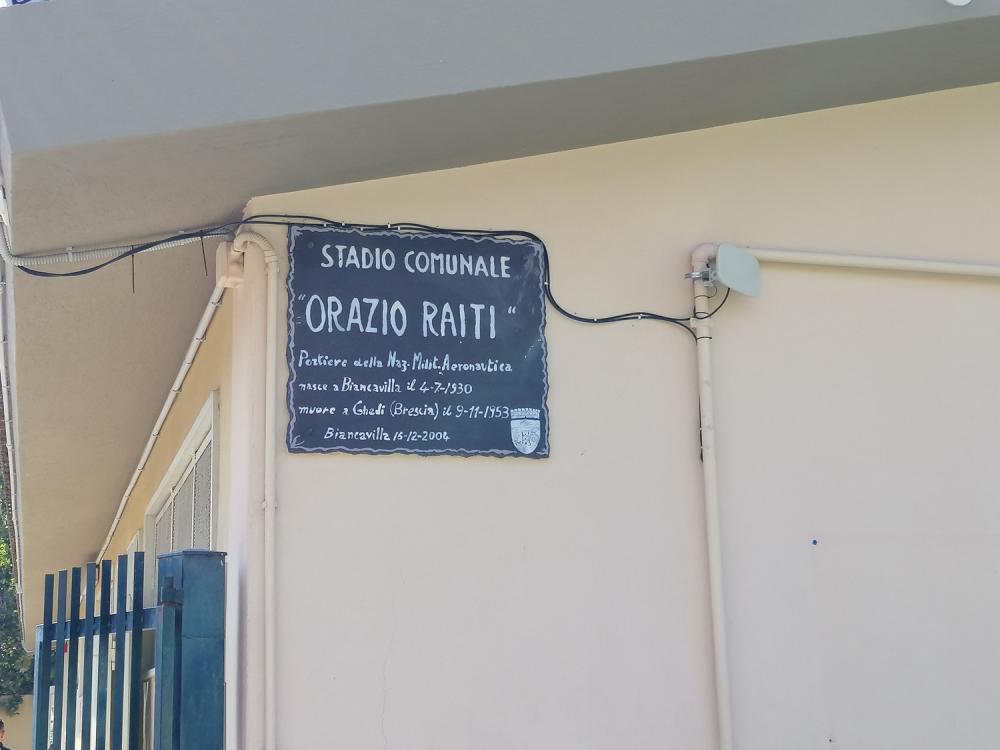 STADIO COMUNALE
"ORAZIO RAITI"
Portiere della Naz. Milit. Aeronautica
nasce a Biancavilla il 4-7-1930
muore a Ghedi (Brescia) il 9-11-1953
Biancavilla 15-12-2004